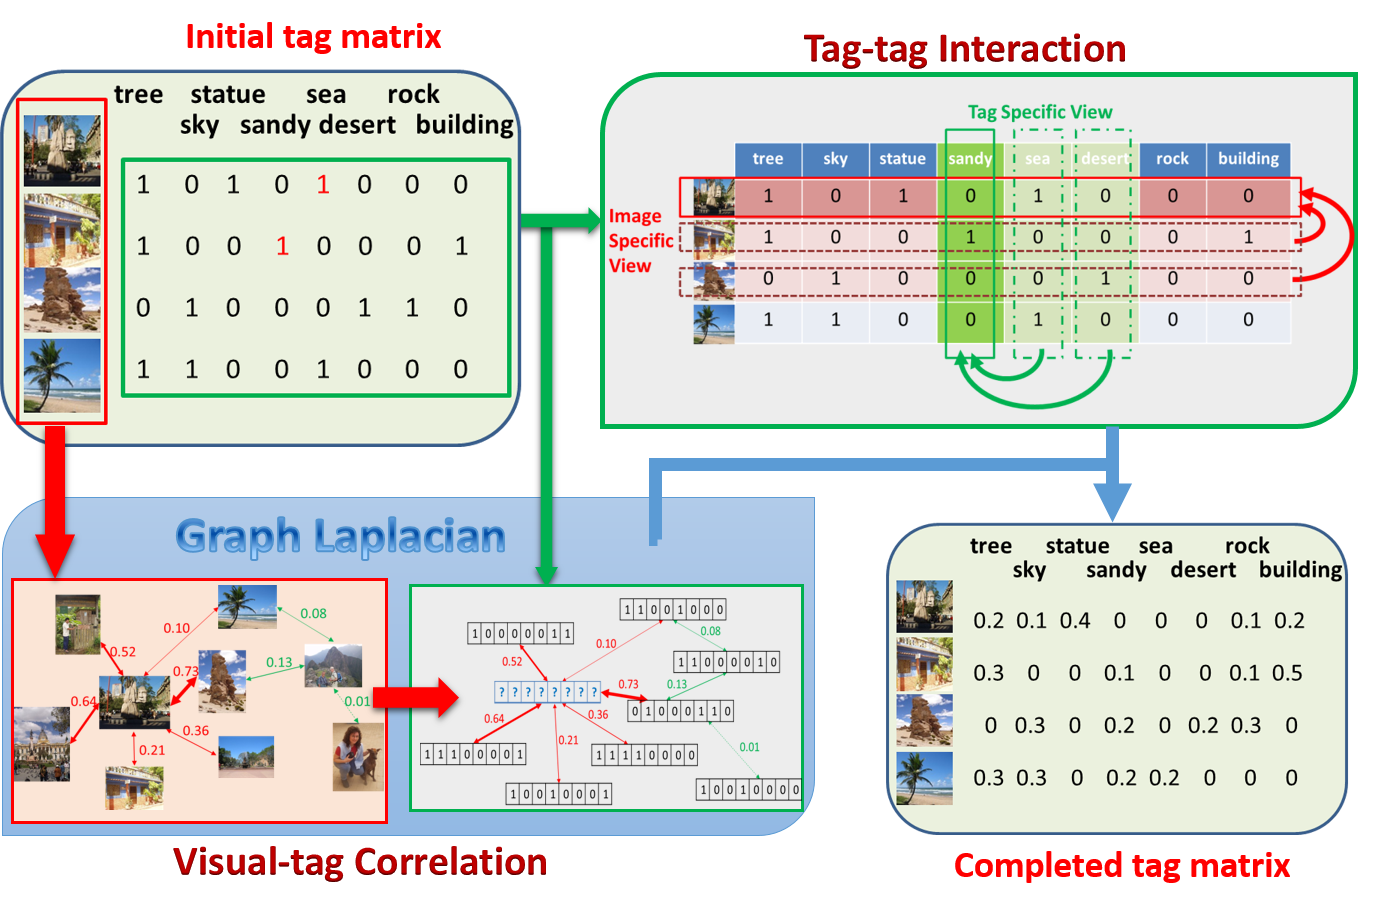 Initial tag matrix
tree statue sea rock
sky sandy desert building
1 0 1 0 1 0 0 0
1 0 0 1 0 0 0 1
0 1 0 0 0 1 1 0
1 1 0 0 1 0 0 0
Tag-tag Interaction
Tag Specific View
tree sky statue sandy sea desert rock building
Image
Specific
View
1 0 1 0 1 0 0 0
1 0 0 1 0 0 0 1
0 1 0 0 0 1 0 0
1 1 0 0 1 0 0 0
Graph Laplacian
0.08
0.10
0.52
0.73
0.13
0.64
0.01
0.36
0.21
1 1 0 0 1 0 0 0
1 0 0 0 0 0 1 1
0.10
0.08
0.52
1 1 0 0 0 0 1 0
? ? ? ? ? ? ? ?
0.73
0.13
0.64
0.36
0 1 0 0 0 1 1 0
0.21
0.01
1 1 1 0 0 0 0 1
1 1 1 1 0 0 0 0
1 0 0 1 0 0 0 1
1 0 0 1 0 0 0 0
Visual-tag Correlation
tree statue sea rock
sky sandy desert building
0.2 0.1 0.4 0 0 0 0.1 0.2
0.3 0 0 0.1 0 0 0.1 0.5
0 0.3 0 0.2 0 0.2 0.3 0
0.3 0.3 0 0.2 0.2 0 0 0
Completed tag matrix